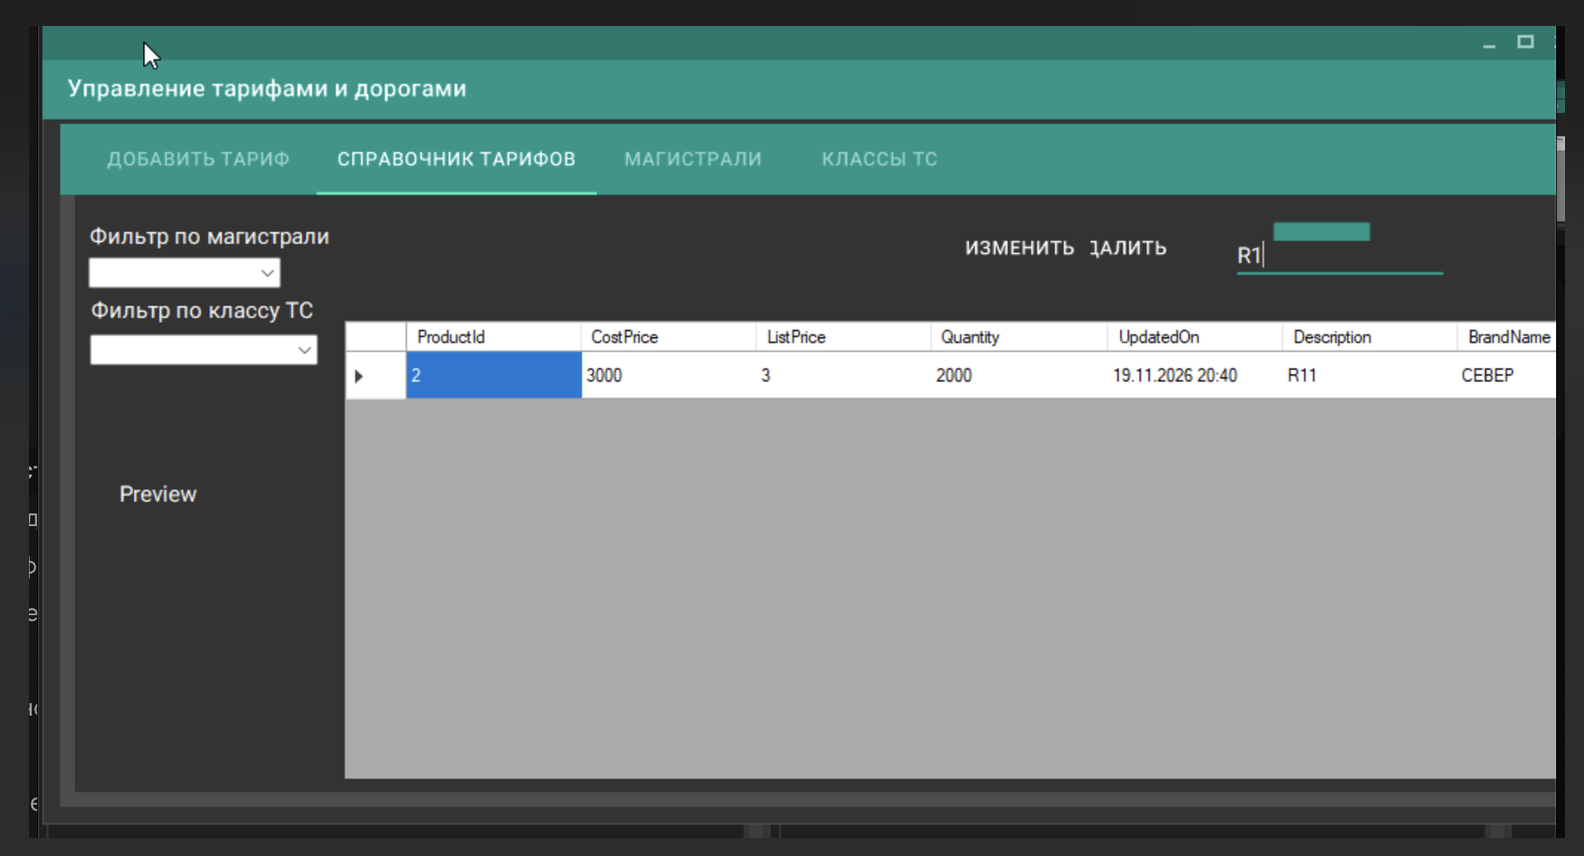 Управление тарифами и дорогами
ДОБАВИТЬ ТАРИФ СПРАВОЧНИК ТАРИФОВ МАГИСТРАЛИ КЛАССЫ ТС
Фильтр по магистрали
ИЗМЕНИТЬ ДАЛИТЬ R1
Фильтр по классу ТС
ProductId CostPrice ListPrice Quantity UpdatedOn Description BrandName
2 3000 3 2000 19.11.2026 20:40 R11 СЕВЕР
Preview